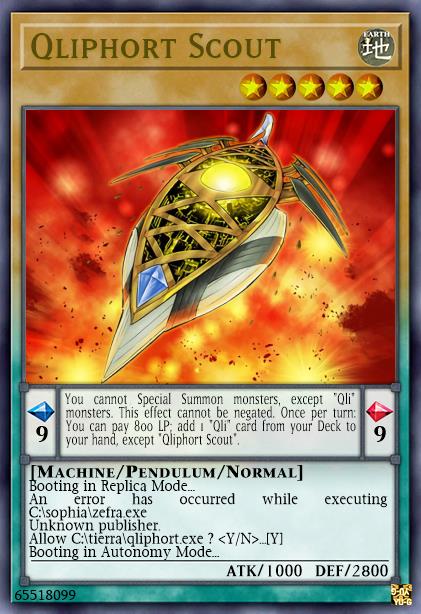 Qliphort Scout
EARTH
地
You cannot Special Summon monsters, except "Qli"
monsters. This effect cannot be negated. Once per turn:
You can pay 800 LP; add 1 "Qli" card from your Deck to
your hand, except "Qliphort Scout".
9
9
[Machine/Pendulum/Normal]
Booting in Replica Mode...
An error has occurred while executing
C:\sophia\zefra.exe
Unknown publisher.
Allow C:\tierra\qliphort.exe ? <Y/N>...[Y]
Booting in Autonomy Mode...
ATK/1000 DEF/2800
65518099